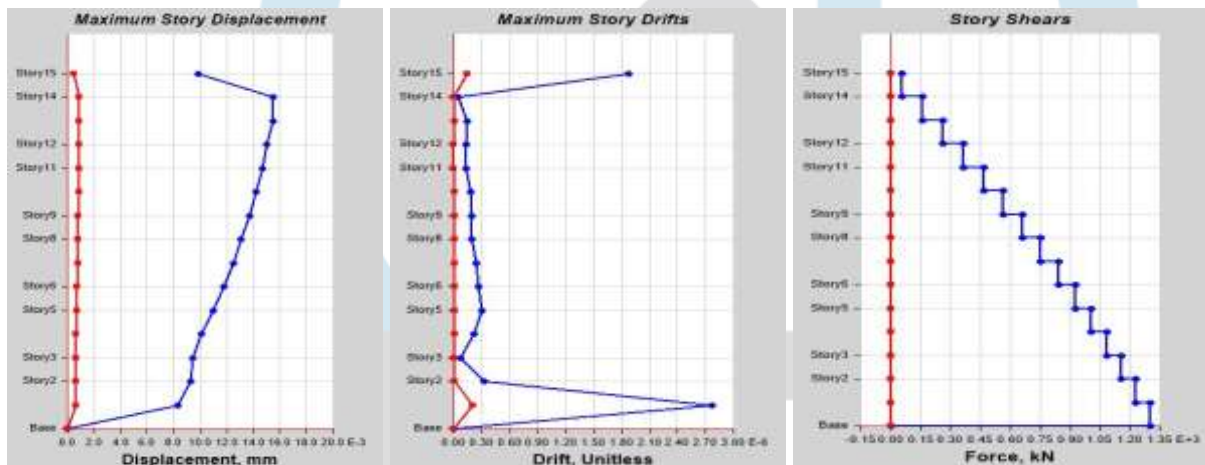 Maximum Story Displacement
Story15
Story14
Story12
Story11
Story9
Story8
Story6
Story5
Story3
Story2
Base
0.0 2.0 4.0 6.0 8.0 10.0 12.0 14.0 16.0 18.0 20.0 E-3
Displacement, mm
Maximum Story Drifts
Story15
Story14
Story12
Story11
Story9
Story8
Story6
Story5
Story3
Story2
Base
0.30 0.60 0.90 1.20 1.50 1.80 2.10 2.40 2.70 3.00 E-6
Drift, Unitless
Story Shears
Story15
Story14
Story12
Story11
Story9
Story8
Story6
Story5
Story3
Story2
Base
-0.15 0.00 0.15 0.30 0.45 0.60 0.75 0.90 1.05 1.20 1.35 E+3
Force, kN